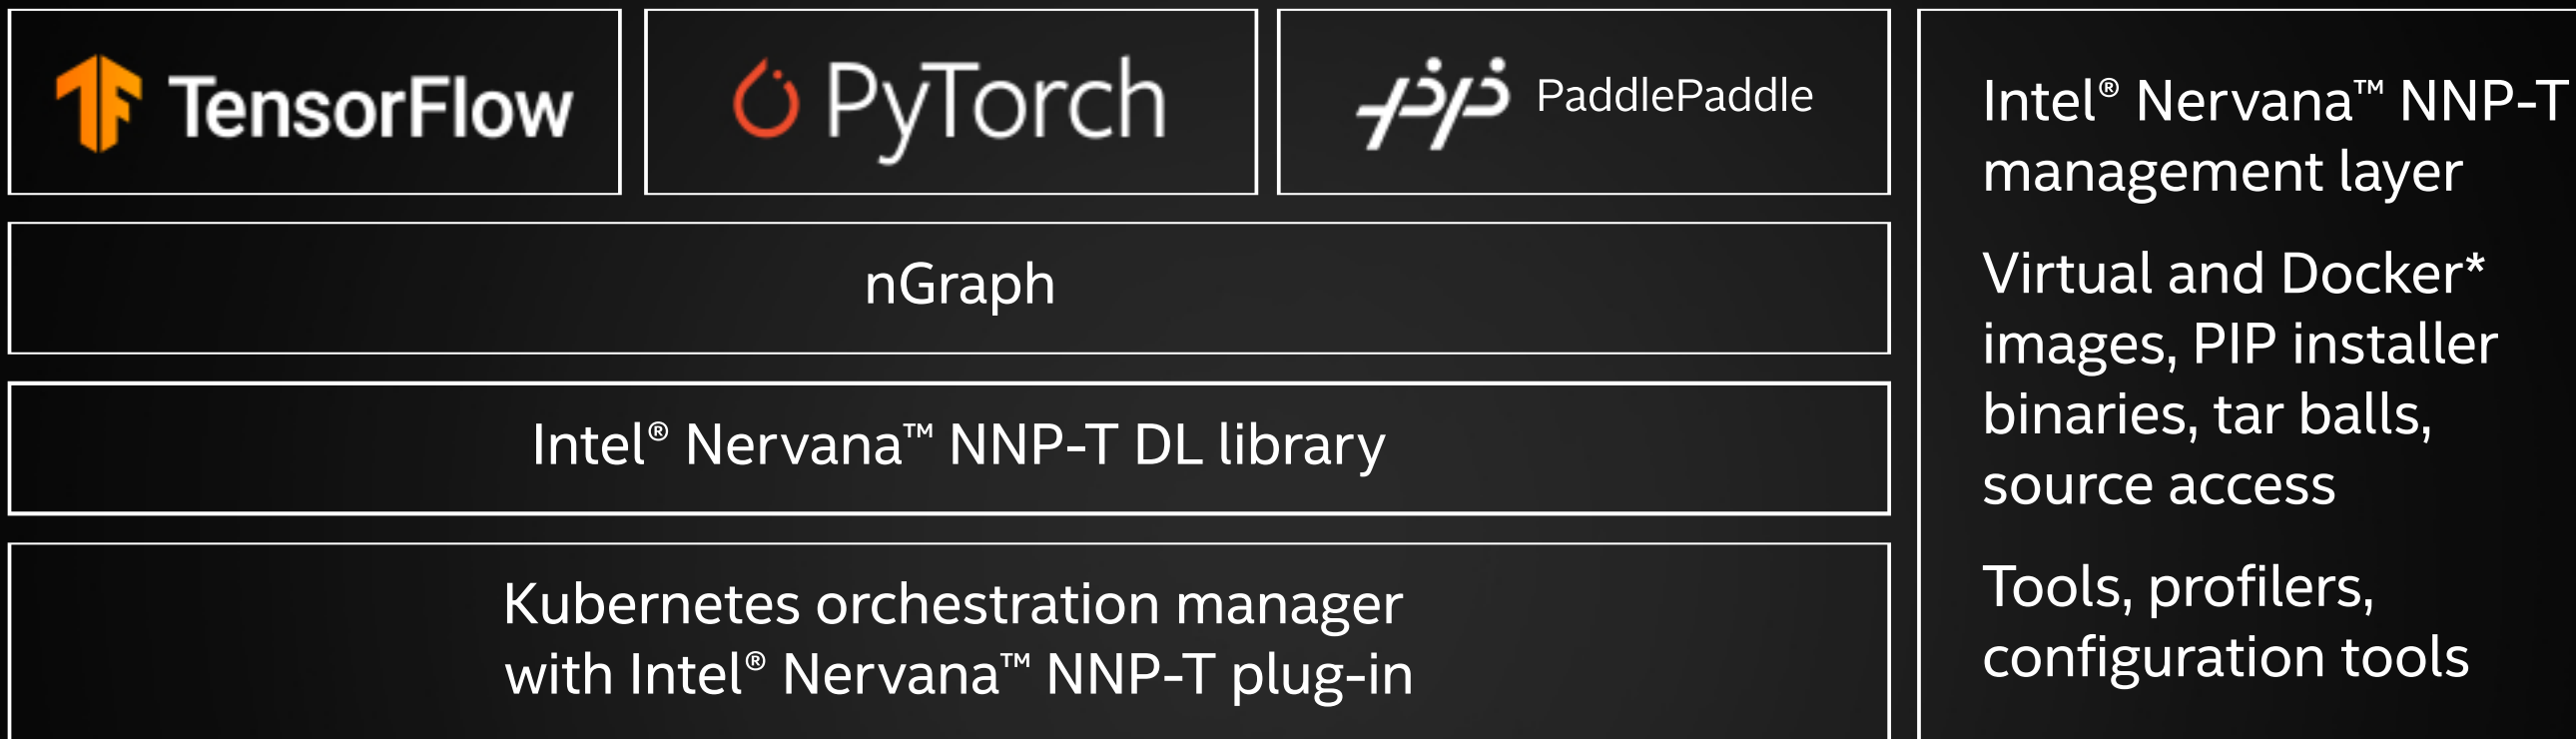 TensorFlow
PyTorch
PaddlePaddle
nGraph
Intel® Nervana™ NNP-T DL library
Kubernetes orchestration manager
with Intel® Nervana™ NNP-T plug-in
Intel® Nervana™ NNP-T
management layer
Virtual and Docker*
images, PIP installer
binaries, tar balls,
source access
Tools, profilers,
configuration tools